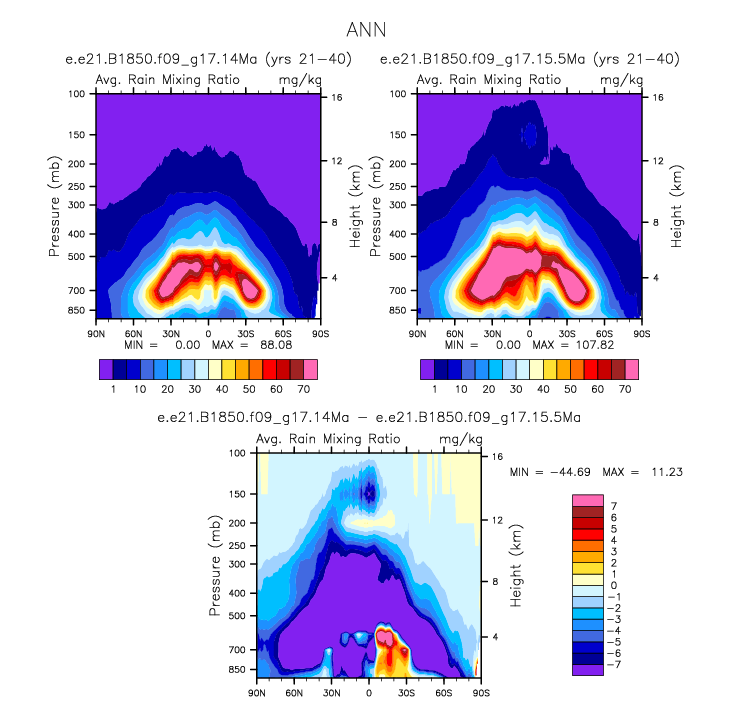 ANN
e.e21.B1850.f09_g17.14Ma (yrs 21-40)
Avg. Rain Mixing Ratio mg/kg
100
150
200
250
300
400
500
700
850
Pressure (mb)
16
12
8
4
Height (km)
90N 60N 30N 0 30S 60S 90S
MIN = 0.00 MAX = 88.08
1 10 20 30 40 50 60 70
e.e21.B1850.f09_g17.15.5Ma (yrs 21-40)
Avg. Rain Mixing Ratio mg/kg
100
150
200
250
300
400
500
700
850
Pressure (mb)
16
12
8
4
Height (km)
90N 60N 30N 0 30S 60S 90S
MIN = 0.00 MAX = 107.82
1 10 20 30 40 50 60 70
e.e21.B1850.f09_g17.14Ma - e.e21.B1850.f09_g17.15.5Ma
Avg. Rain Mixing Ratio mg/kg
100
150
200
250
300
400
500
700
850
Pressure (mb)
16
12
8
4
Height (km)
90N 60N 30N 0 30S 60S 90S
MIN = -44.69 MAX = 11.23
7
6
5
4
3
2
1
0
-1
-2
-3
-4
-5
-6
-7